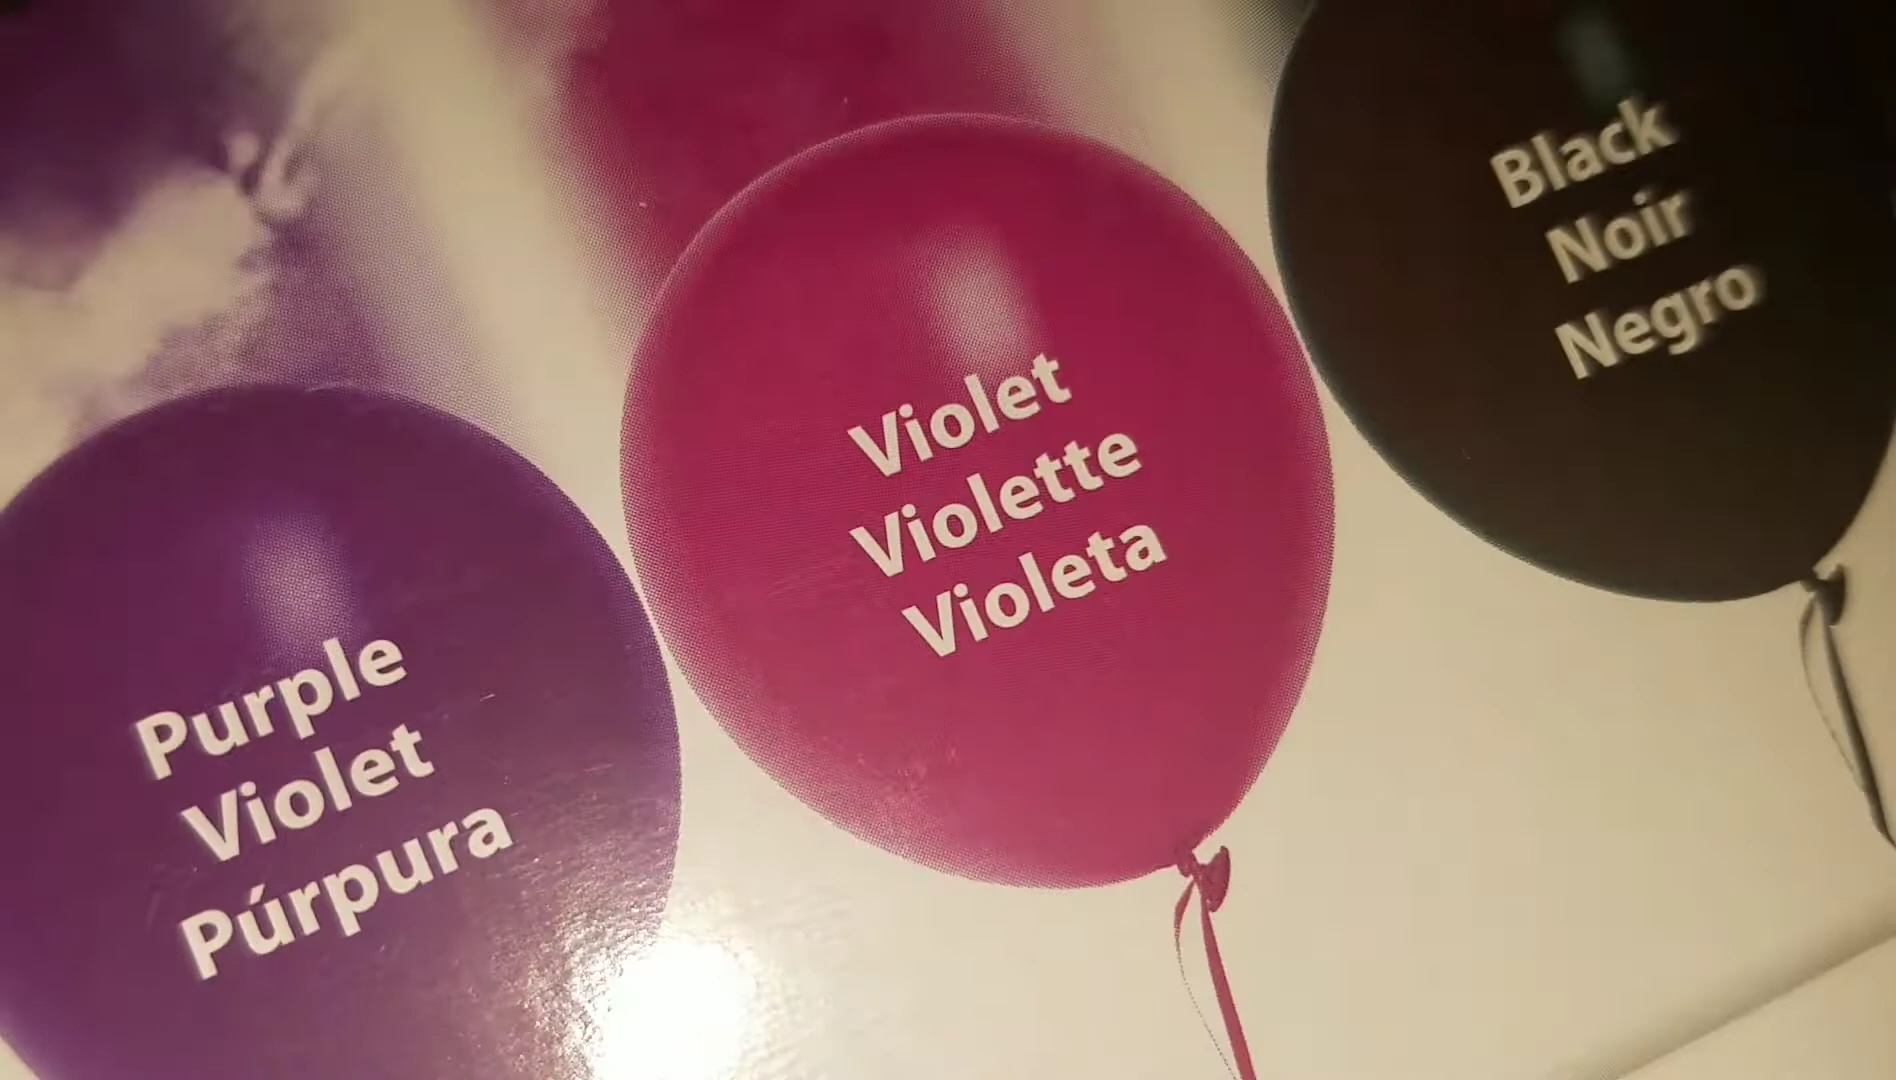 Purple
Violet
Púrpura
Violet
Violette
Violeta
Black
Noir
Negro